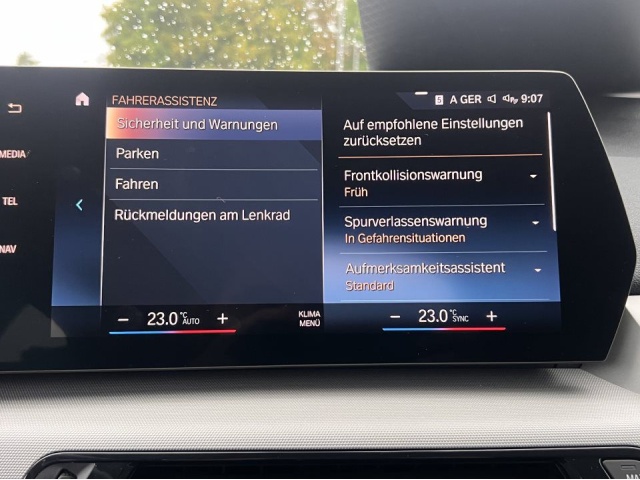 FAHRERASSISTENZ
A GER 9:07
Sicherheit und Warnungen
Parken
Fahren
Rückmeldungen am Lenkrad
MEDIA
TEL
NAV
Auf empfohlene Einstellungen
zurücksetzen
Frontkollisionswarnung
Früh
Spurverlassenswarnung
In Gefahrensituationen
Aufmerksamkeitsassistent
Standard
− 23.0 °C AUTO +
KLIMA
MENÜ
− 23.0 °C SYNC +